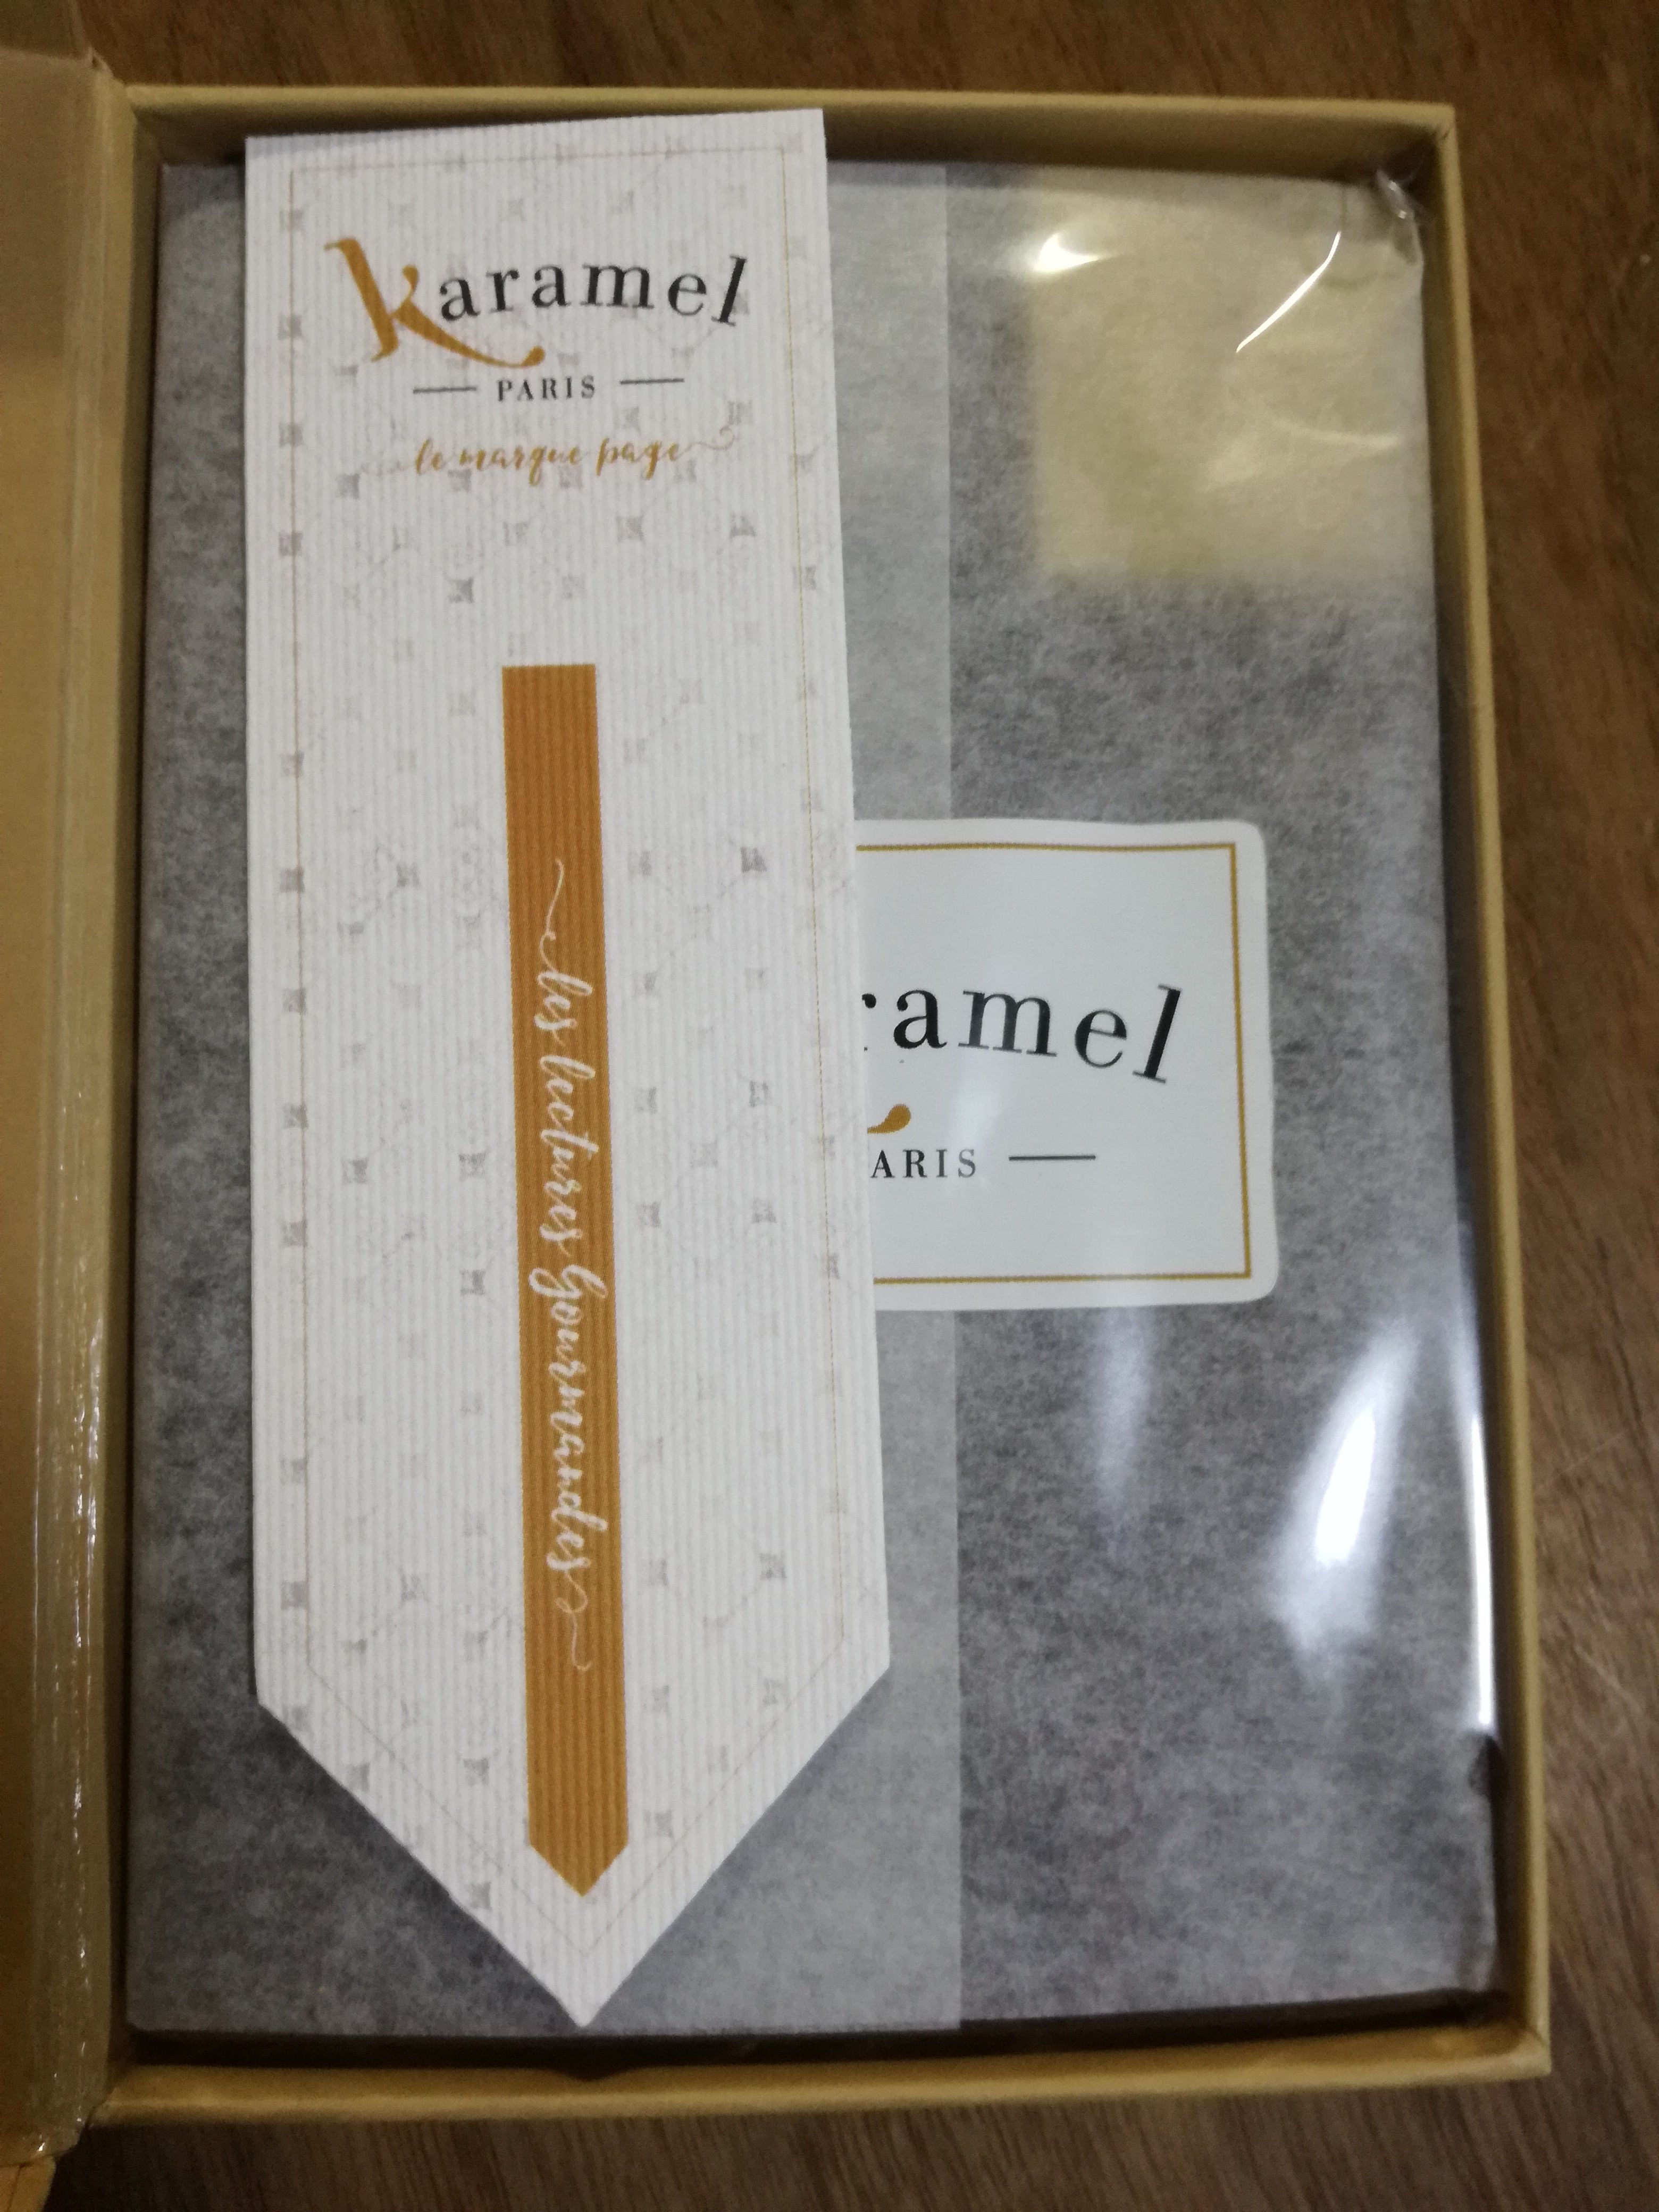 karamel
PARIS
le marque page
les lectures Gourmandes
ramel
ARIS